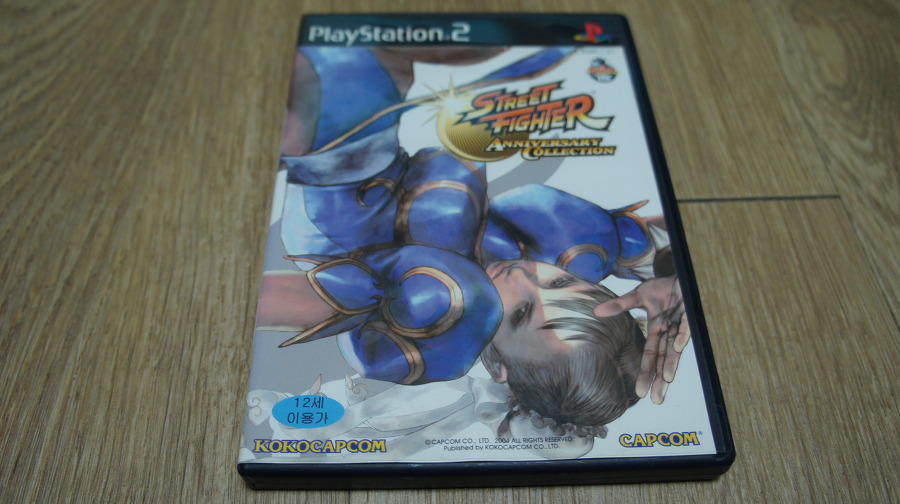 PlayStation 2
STREET
FIGHTER
ANNIVERSARY
COLLECTION
12세
이용가
KOKOCAPCOM
©CAPCOM CO., LTD. 2004 ALL RIGHTS RESERVED.
Published by KOKOCAPCOM CO., LTD.
CAPCOM